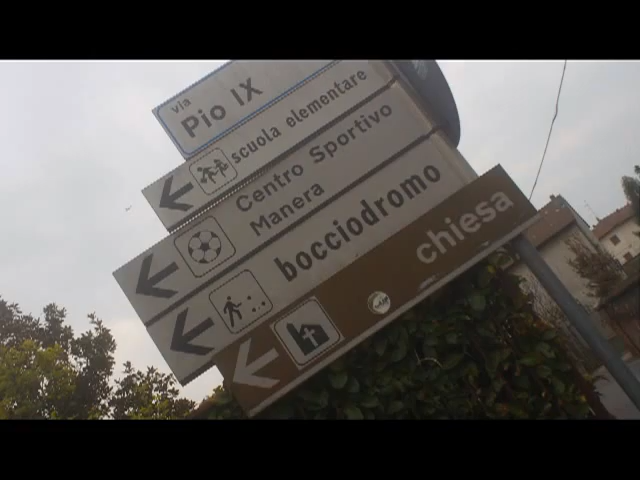 via
Pio IX
scuola elementare
Centro Sportivo
Manera
bocciodromo
chiesa